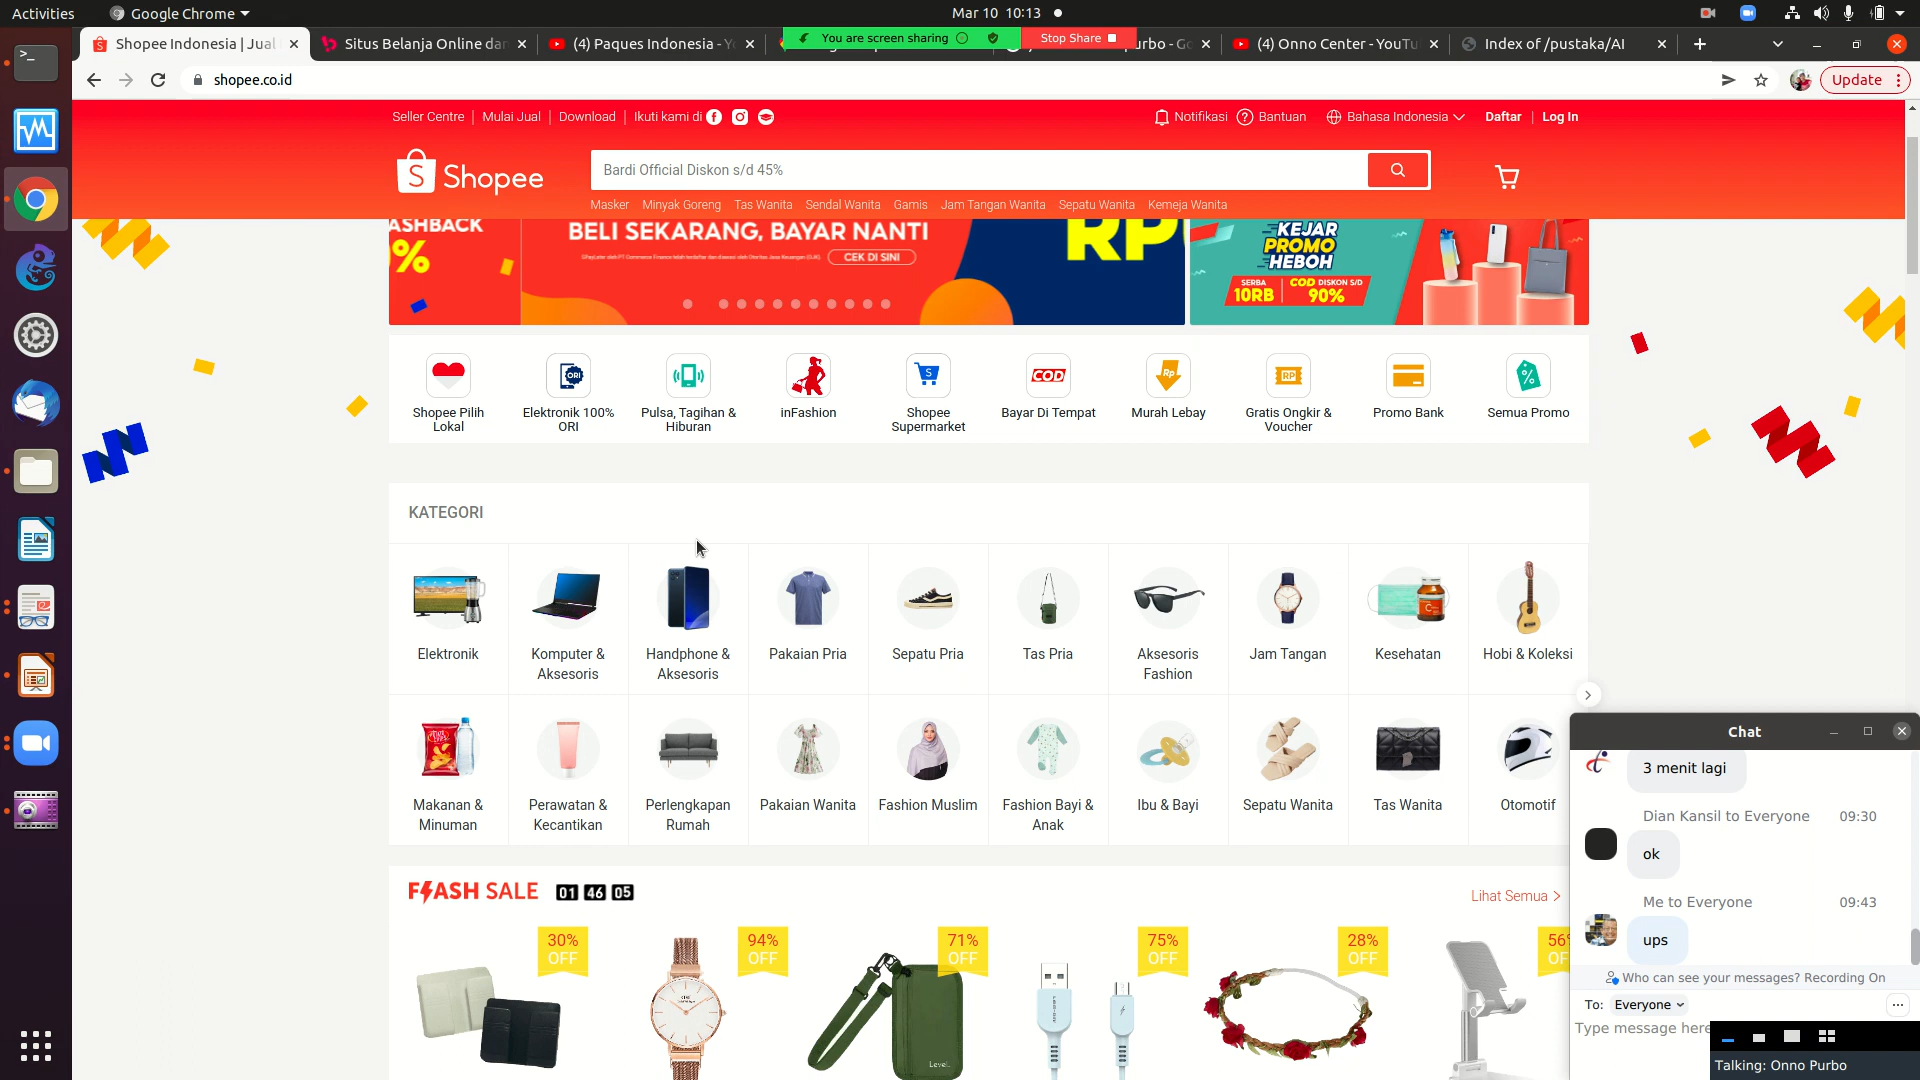 Activities
Google Chrome
Mar 10 10:13
Shopee Indonesia | Jual
Situs Belanja Online dan
(4) Paques Indonesia - Yo
You are screen sharing
Stop Share
urbo - Go
(4) Onno Center - YouTu
Index of /pustaka/AI
shopee.co.id
Update
Seller Centre
Mulai Jual
Download
Ikuti kami di
Notifikasi
Bantuan
Bahasa Indonesia
Daftar
Log In
Shopee
Bardi Official Diskon s/d 45%
Masker Minyak Goreng Tas Wanita Sendal Wanita Gamis Jam Tangan Wanita Sepatu Wanita Kemeja Wanita
ASHBACK
%
BELI SEKARANG, BAYAR NANTI
CEK DI SINI
RP
KEJAR
PROMO
HEBOH
SERBA
10RB
COD DISKON S/D
90%
Shopee Pilih
Lokal
ORI
Elektronik 100%
ORI
Pulsa, Tagihan &
Hiburan
inFashion
Shopee
Supermarket
COD
Bayar Di Tempat
Rp
Murah Lebay
RP
Gratis Ongkir &
Voucher
Promo Bank
Semua Promo
KATEGORI
Elektronik
Komputer &
Aksesoris
Handphone &
Aksesoris
Pakaian Pria
Sepatu Pria
Tas Pria
Aksesoris
Fashion
Jam Tangan
Kesehatan
Hobi & Koleksi
Makanan &
Minuman
Perawatan &
Kecantikan
Perlengkapan
Rumah
Pakaian Wanita
Fashion Muslim
Fashion Bayi &
Anak
Ibu & Bayi
Sepatu Wanita
Tas Wanita
Otomotif
FLASH SALE
01 46 05
Lihat Semua >
30%
OFF
94%
OFF
71%
OFF
75%
OFF
28%
OFF
56%
OF
Level.
Chat
3 menit lagi
Dian Kansil to Everyone 09:30
ok
Me to Everyone 09:43
ups
Who can see your messages? Recording On
To: Everyone
Type message here
Talking: Onno Purbo